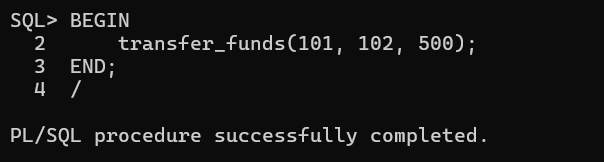 SQL> BEGIN
  2      transfer_funds(101, 102, 500);
  3  END;
  4  /
PL/SQL procedure successfully completed.